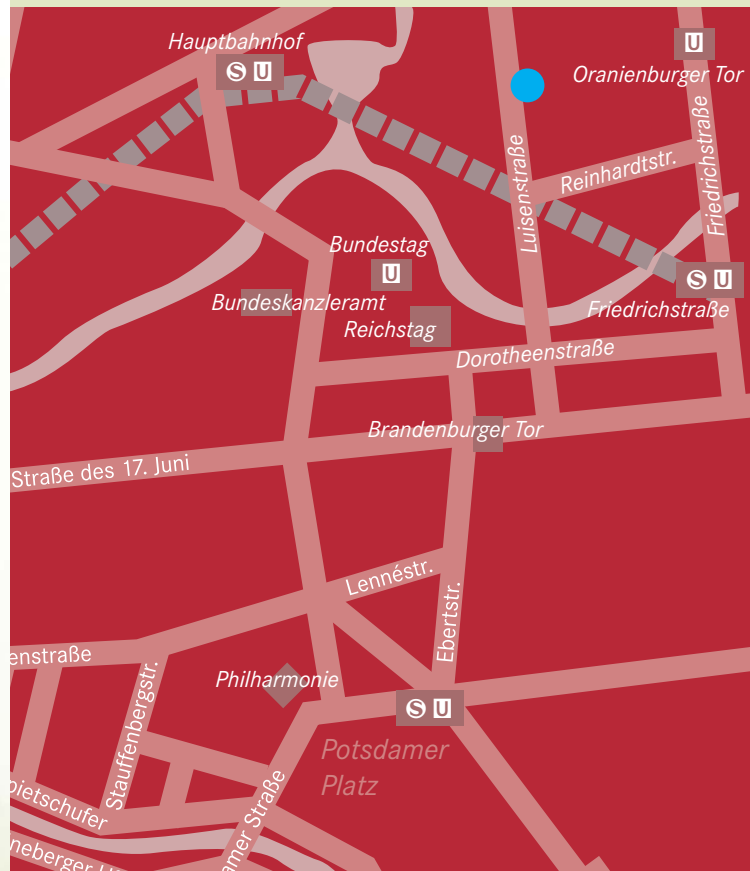 Hauptbahnhof
S U
U
Oranienburger Tor
Luisenstraße
Reinhardtstr.
Friedrichstraße
Bundestag
U
S U
Bundeskanzleramt
Reichstag
Friedrichstraße
Dorotheenstraße
Brandenburger Tor
Straße des 17. Juni
Lennéstr.
Ebertstr.
enstraße
Stauffenbergstr.
Philharmonie
S U
Potsdamer
Platz
pietschufer
amer Straße
neberger